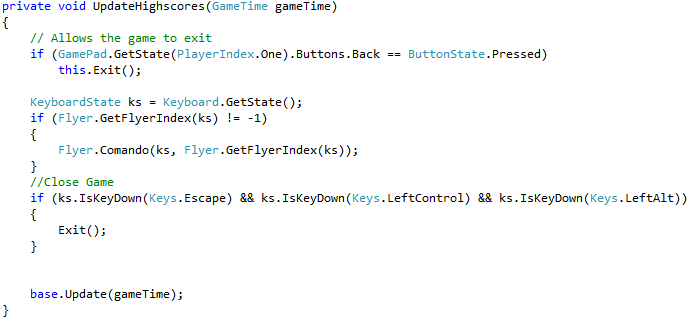 private void UpdateHighscores(GameTime gameTime)
{
// Allows the game to exit
if (GamePad.GetState(PlayerIndex.One).Buttons.Back == ButtonState.Pressed)
this.Exit();
KeyboardState ks = Keyboard.GetState();
if (Flyer.GetFlyerIndex(ks) != -1)
{
Flyer.Comando(ks, Flyer.GetFlyerIndex(ks));
}
//Close Game
if (ks.IsKeyDown(Keys.Escape) && ks.IsKeyDown(Keys.LeftControl) && ks.IsKeyDown(Keys.LeftAlt))
{
Exit();
}
base.Update(gameTime);
}